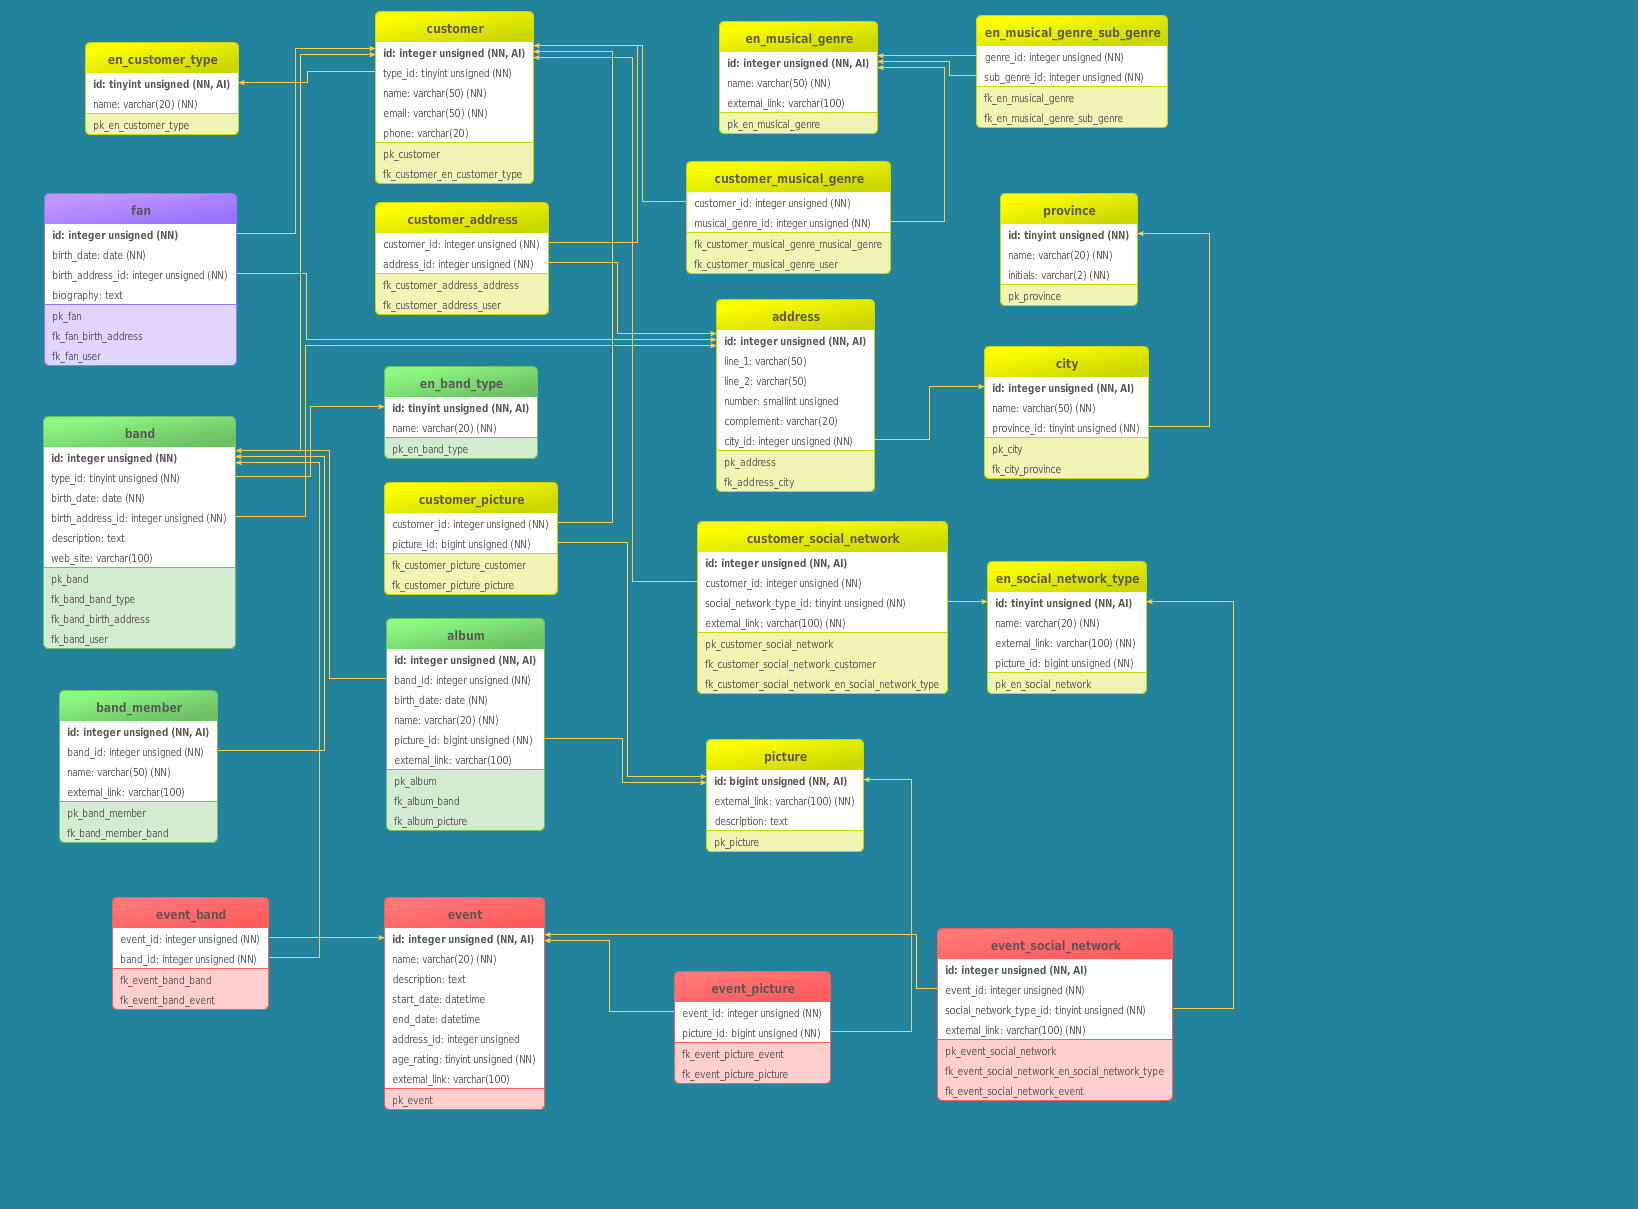 en_customer_type
id: tinyint unsigned (NN, AI)
name: varchar(20) (NN)
pk_en_customer_type
customer
id: integer unsigned (NN, AI)
type_id: tinyint unsigned (NN)
name: varchar(50) (NN)
email: varchar(50) (NN)
phone: varchar(20)
pk_customer
fk_customer_en_customer_type
en_musical_genre
id: integer unsigned (NN, AI)
name: varchar(50) (NN)
external_link: varchar(100)
pk_en_musical_genre
en_musical_genre_sub_genre
genre_id: integer unsigned (NN)
sub_genre_id: integer unsigned (NN)
fk_en_musical_genre
fk_en_musical_genre_sub_genre
fan
id: integer unsigned (NN)
birth_date: date (NN)
birth_address_id: integer unsigned (NN)
biography: text
pk_fan
fk_fan_birth_address
fk_fan_user
customer_address
customer_id: integer unsigned (NN)
address_id: integer unsigned (NN)
fk_customer_address_address
fk_customer_address_user
customer_musical_genre
customer_id: integer unsigned (NN)
musical_genre_id: integer unsigned (NN)
fk_customer_musical_genre_musical_genre
fk_customer_musical_genre_user
province
id: tinyint unsigned (NN)
name: varchar(20) (NN)
initials: varchar(2) (NN)
pk_province
address
id: integer unsigned (NN, AI)
line_1: varchar(50)
line_2: varchar(50)
number: smallint unsigned
complement: varchar(20)
city_id: integer unsigned (NN)
pk_address
fk_address_city
city
id: integer unsigned (NN, AI)
name: varchar(50) (NN)
province_id: tinyint unsigned (NN)
pk_city
fk_city_province
en_band_type
id: tinyint unsigned (NN, AI)
name: varchar(20) (NN)
pk_en_band_type
band
id: integer unsigned (NN)
type_id: tinyint unsigned (NN)
birth_date: date (NN)
birth_address_id: integer unsigned (NN)
description: text
web_site: varchar(100)
pk_band
fk_band_band_type
fk_band_birth_address
fk_band_user
customer_picture
customer_id: integer unsigned (NN)
picture_id: bigint unsigned (NN)
fk_customer_picture_customer
fk_customer_picture_picture
customer_social_network
id: integer unsigned (NN, AI)
customer_id: integer unsigned (NN)
social_network_type_id: tinyint unsigned (NN)
external_link: varchar(100) (NN)
pk_customer_social_network
fk_customer_social_network_customer
fk_customer_social_network_en_social_network_type
en_social_network_type
id: tinyint unsigned (NN, AI)
name: varchar(20) (NN)
external_link: varchar(100) (NN)
picture_id: bigint unsigned (NN)
pk_en_social_network
album
id: integer unsigned (NN, AI)
band_id: integer unsigned (NN)
birth_date: date (NN)
name: varchar(20) (NN)
picture_id: bigint unsigned (NN)
external_link: varchar(100)
pk_album
fk_album_band
fk_album_picture
band_member
id: integer unsigned (NN, AI)
band_id: integer unsigned (NN)
name: varchar(50) (NN)
external_link: varchar(100)
pk_band_member
fk_band_member_band
picture
id: bigint unsigned (NN, AI)
external_link: varchar(100) (NN)
description: text
pk_picture
event_band
event_id: integer unsigned (NN)
band_id: integer unsigned (NN)
fk_event_band_band
fk_event_band_event
event
id: integer unsigned (NN, AI)
name: varchar(20) (NN)
description: text
start_date: datetime
end_date: datetime
address_id: integer unsigned
age_rating: tinyint unsigned (NN)
external_link: varchar(100)
pk_event
event_picture
event_id: integer unsigned (NN)
picture_id: bigint unsigned (NN)
fk_event_picture_event
fk_event_picture_picture
event_social_network
id: integer unsigned (NN, AI)
event_id: integer unsigned (NN)
social_network_type_id: tinyint unsigned (NN)
external_link: varchar(100) (NN)
pk_event_social_network
fk_event_social_network_en_social_network_type
fk_event_social_network_event